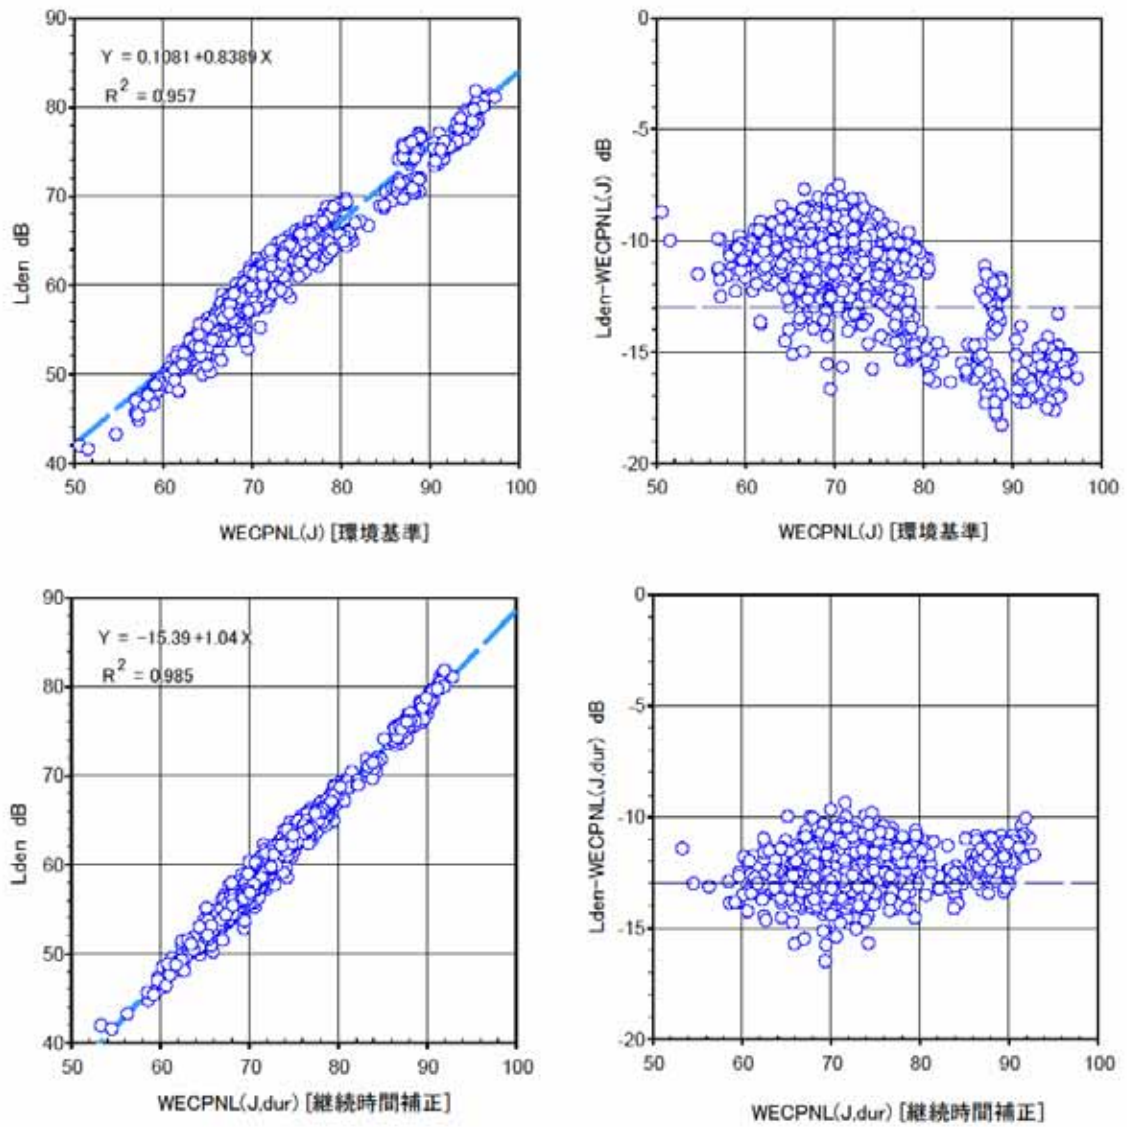 90
80
70
60
50
40
Y = 0.1081+0.8389X
R² = 0.957
Lden dB
50 60 70 80 90 100
WECPNL(J) [環境基準]
0
-5
-10
-15
-20
Lden-WECPNL(J) dB
50 60 70 80 90 100
WECPNL(J) [環境基準]
90
80
70
60
50
40
Y = -15.39+1.04X
R² = 0.985
Lden dB
50 60 70 80 90 100
WECPNL(J,dur) [継続時間補正]
0
-5
-10
-15
-20
Lden-WECPNL(J,dur) dB
50 60 70 80 90 100
WECPNL(J,dur) [継続時間補正]